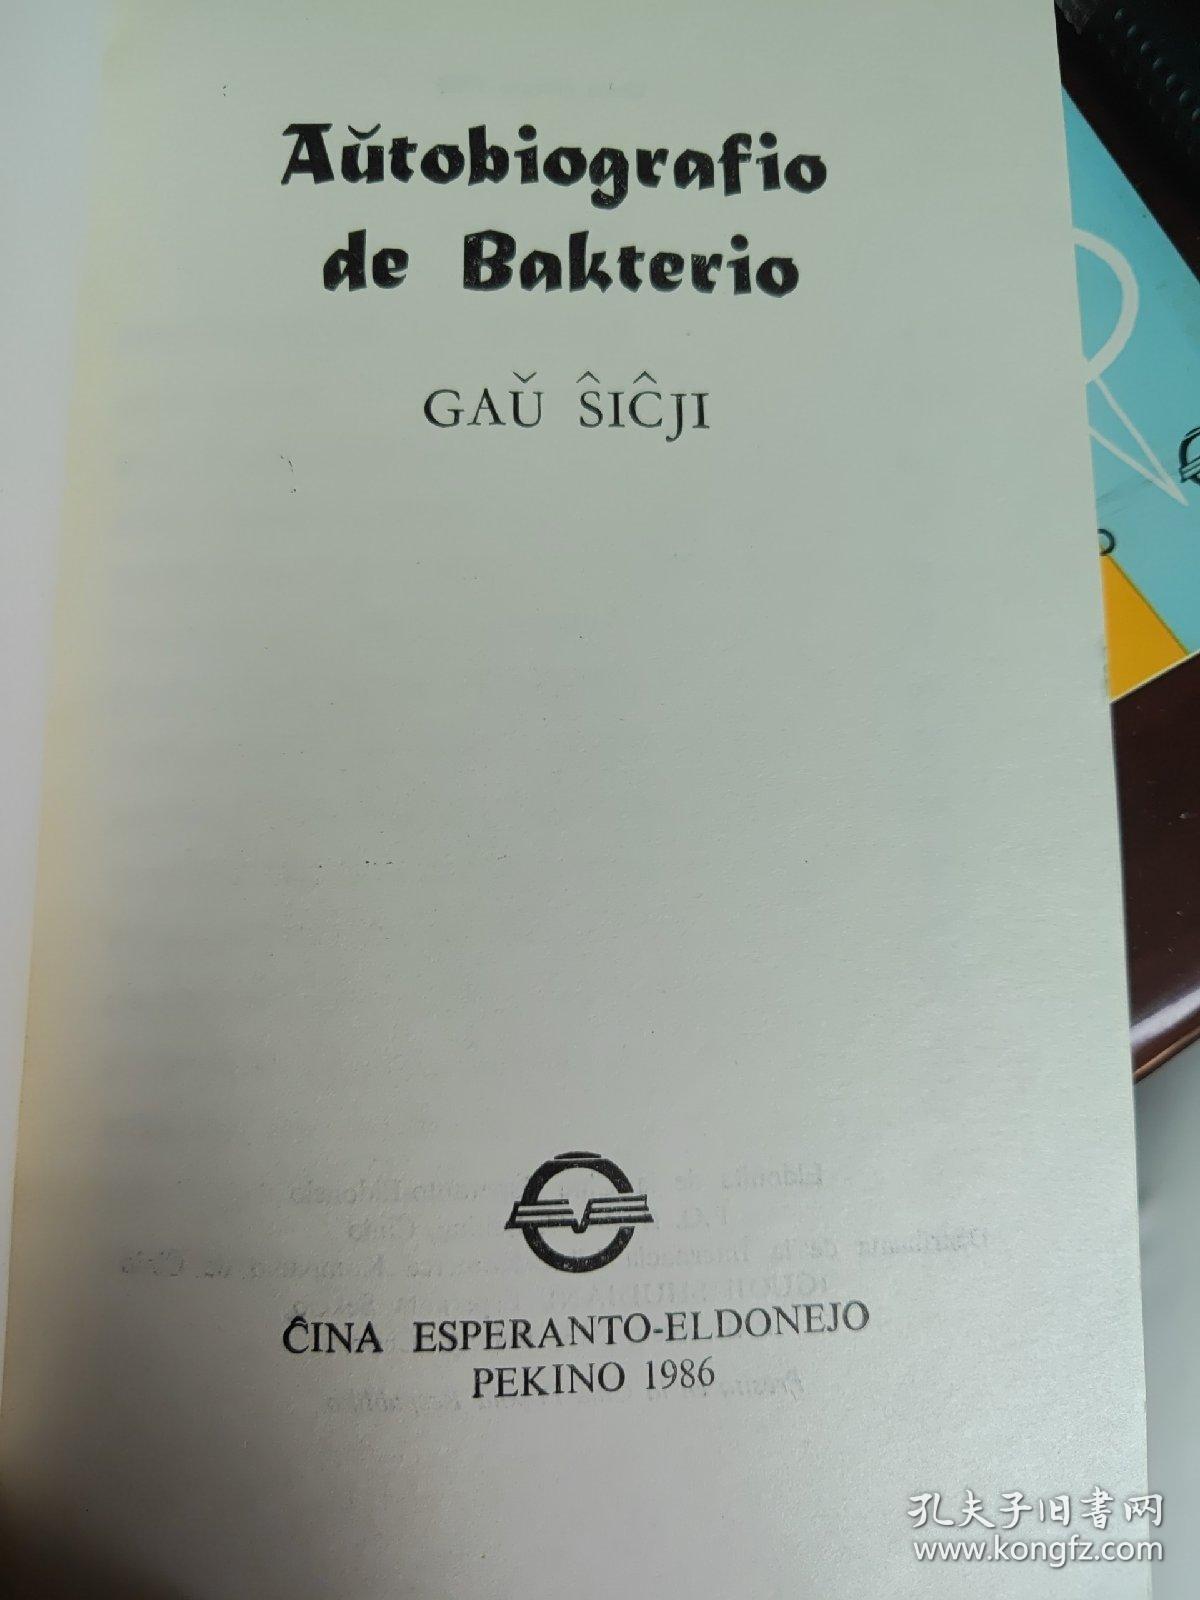 Aŭtobiografio
de Bakterio
GAŬ ŜIĈJI
ĈINA ESPERANTO-ELDONEJO
PEKINO 1986
孔夫子旧书网
www.kongfz.com